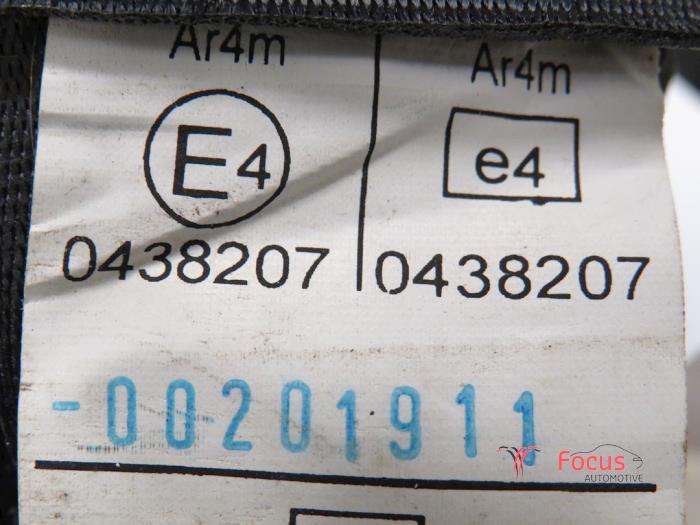 Ar4m Ar4m
E4 e4
0438207 0438207
-00201911
Focus
AUTOMOTIVE